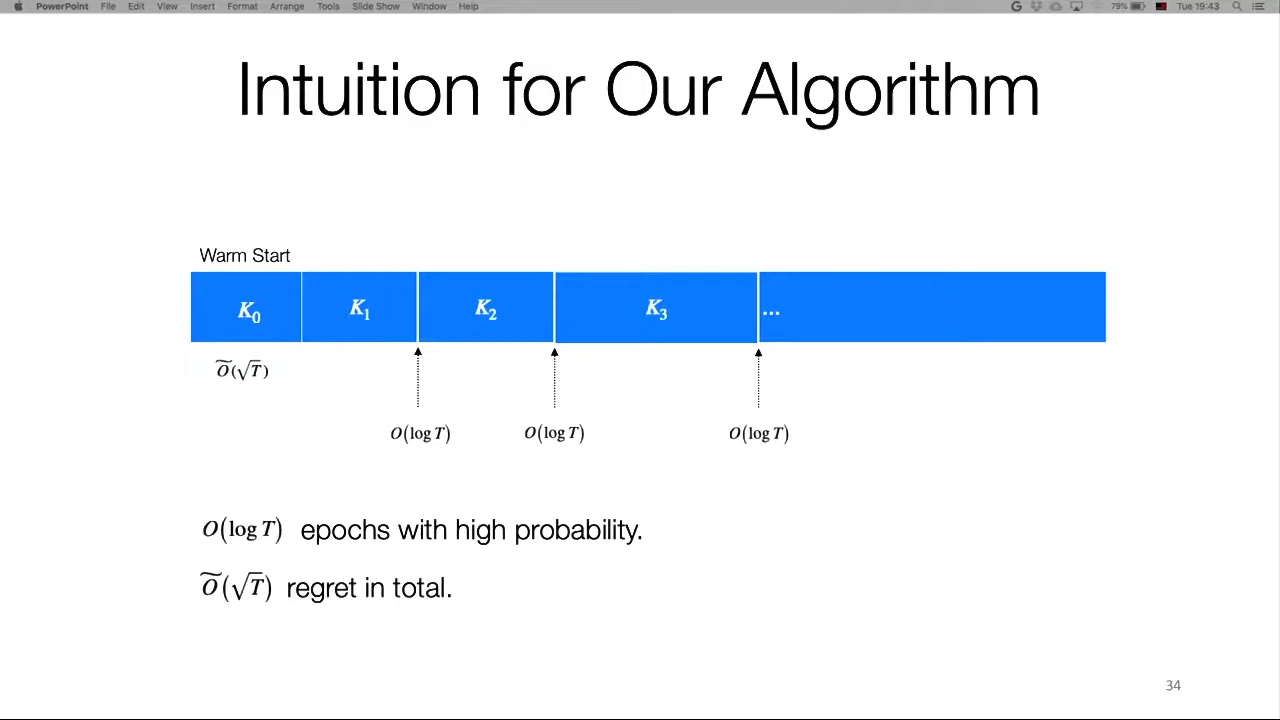 PowerPoint File Edit View Insert Format Arrange Tools Slide Show Window Help G 79% Tue 19:43
Intuition for Our Algorithm
Warm Start
K₀ K₁ K₂ K₃ ...
Õ(√T)
O(log T) O(log T) O(log T)
O(log T) epochs with high probability.
Õ(√T) regret in total.
34